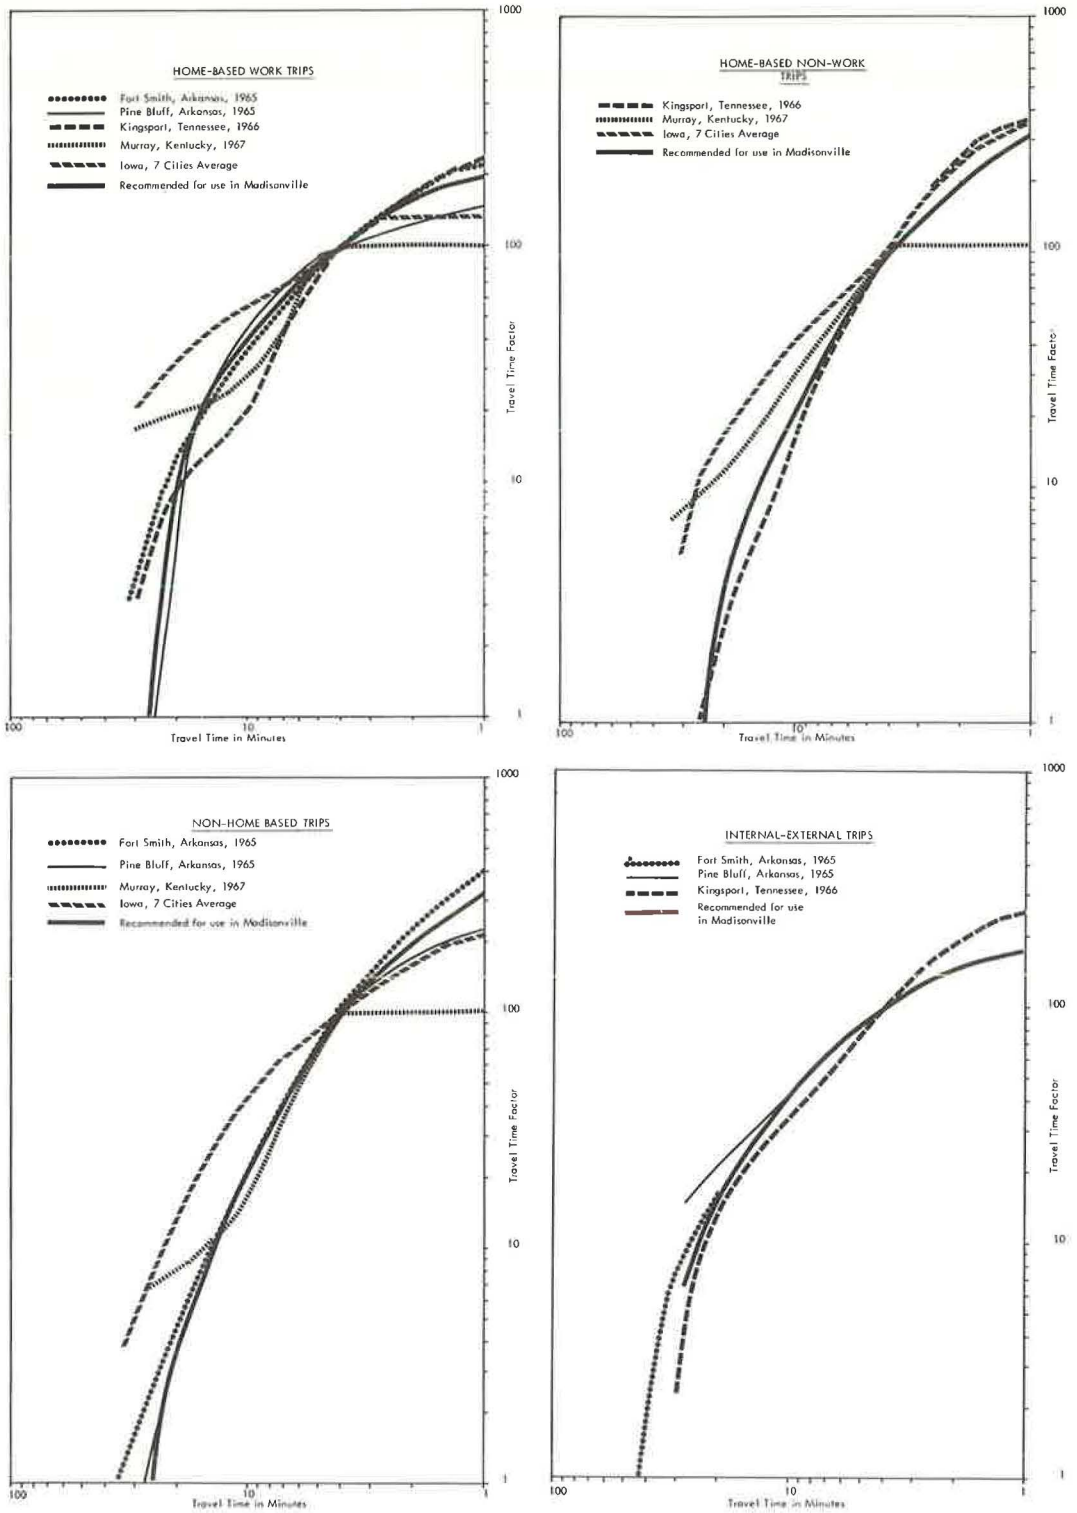 HOME-BASED WORK TRIPS
Fort Smith, Arkansas, 1965
Pine Bluff, Arkansas, 1965
Kingsport, Tennessee, 1966
Murray, Kentucky, 1967
Iowa, 7 Cities Average
Recommended for use in Madisonville
1000
100
10
1
Travel Time Factor
100
10
1
Travel Time in Minutes
HOME-BASED NON-WORK
TRIPS
Kingsport, Tennessee, 1966
Murray, Kentucky, 1967
Iowa, 7 Cities Average
Recommended for use in Madisonville
1000
100
10
1
Travel Time Factor
100
10
1
Travel Time in Minutes
NON-HOME BASED TRIPS
Fort Smith, Arkansas, 1965
Pine Bluff, Arkansas, 1965
Murray, Kentucky, 1967
Iowa, 7 Cities Average
Recommended for use in Madisonville
1000
100
10
1
Travel Time Factor
100
10
1
Travel Time in Minutes
INTERNAL-EXTERNAL TRIPS
Fort Smith, Arkansas, 1965
Pine Bluff, Arkansas, 1965
Kingsport, Tennessee, 1966
Recommended for use
in Madisonville
1000
100
10
1
Travel Time Factor
100
10
1
Travel Time in Minutes